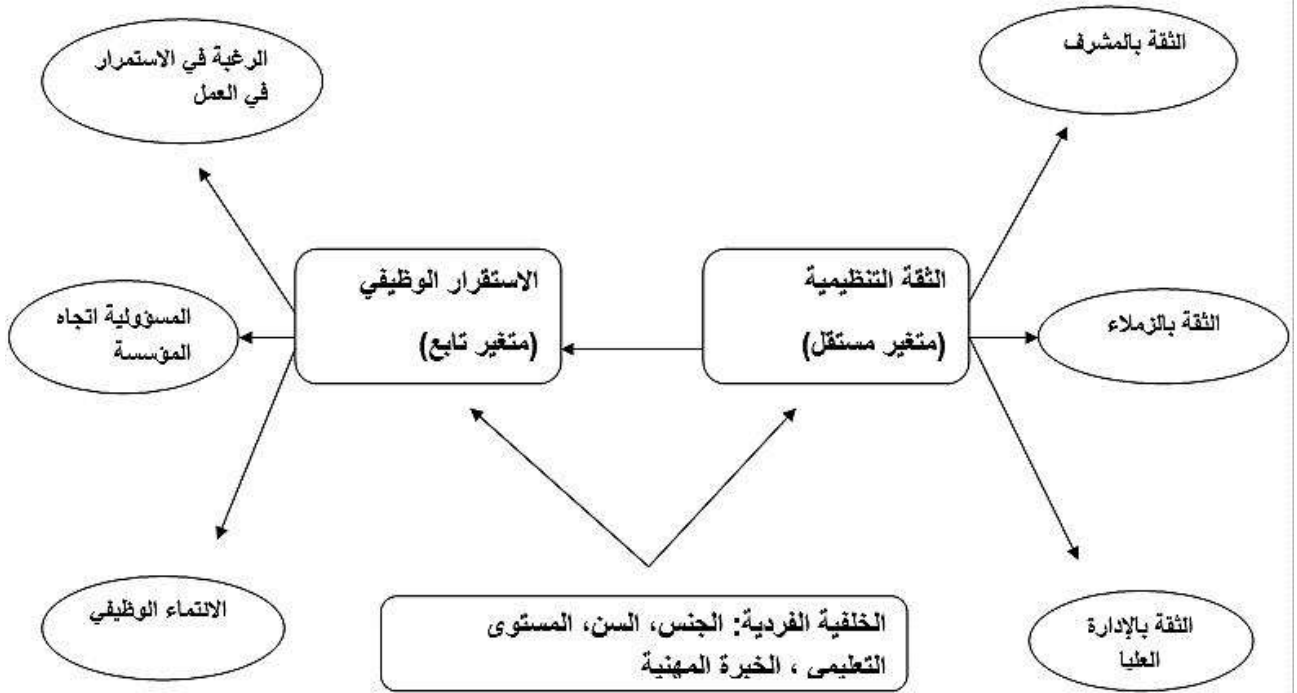 الثقة بالمشرف
الرغبة في الاستمرار
في العمل
الثقة التنظيمية
(متغير مستقل)
الاستقرار الوظيفي
(متغير تابع)
الثقة بالزملاء
المسؤولية اتجاه
المؤسسة
الثقة بالإدارة
العليا
الانتماء الوظيفي
الخلفية الفردية: الجنس، السن، المستوى
التعليمي ، الخبرة المهنية